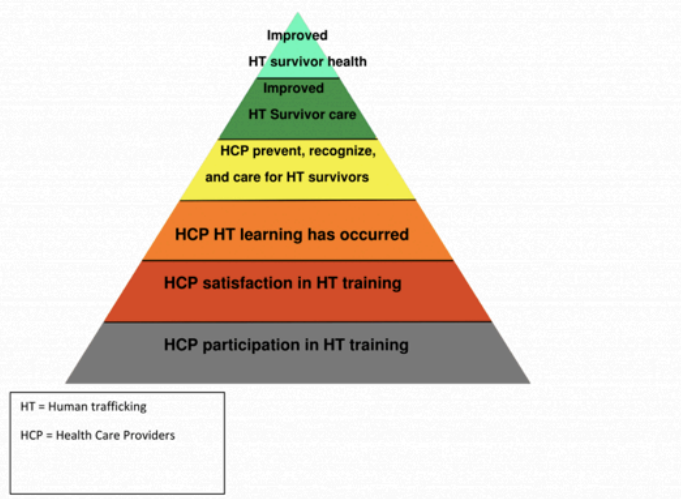 Improved
HT survivor health
Improved
HT Survivor care
HCP prevent, recognize,
and care for HT survivors
HCP HT learning has occurred
HCP satisfaction in HT training
HCP participation in HT training
HT = Human trafficking
HCP = Health Care Providers